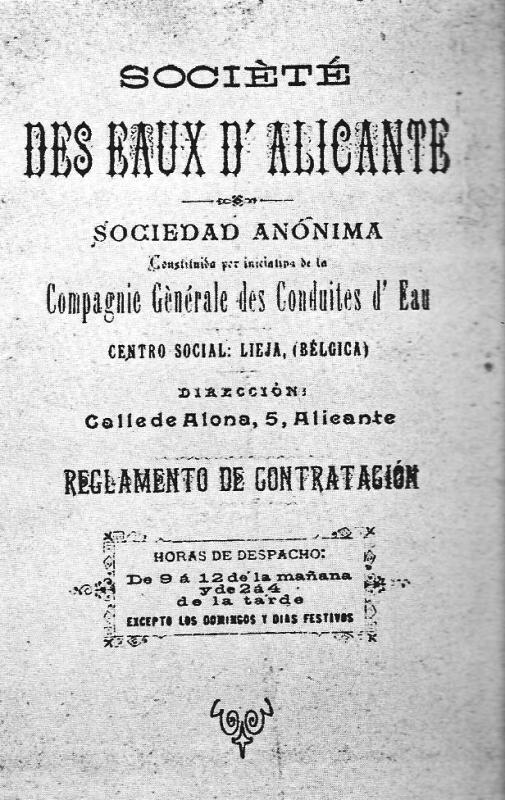 SOCIÈTÉ
DES EAUX D' ALICANTE
SOCIEDAD ANÓNIMA
Constituida por iniciativa de la
Compagnie Gènérale des Conduites d' Eau
CENTRO SOCIAL: LIEJA, (BÉLGICA)
DIRECCIÓN:
Calle de Alona, 5, Alicante
REGLAMENTO DE CONTRATACIÓN
HORAS DE DESPACHO:
De 9 á 12 de la mañana
y de 2 á 4
de la tarde
EXCEPTO LOS DOMINGOS Y DIAS FESTIVOS